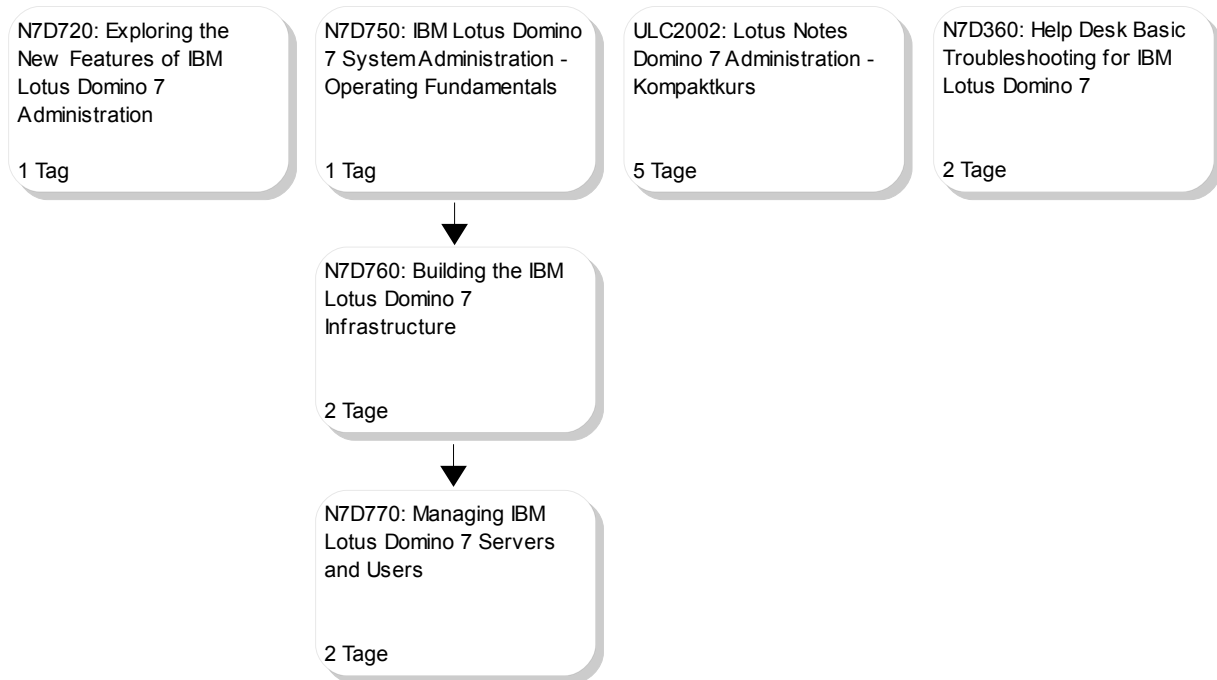 N7D720: Exploring the
New Features of IBM
Lotus Domino 7
Administration
1 Tag
N7D750: IBM Lotus Domino
7 System Administration -
Operating Fundamentals
1 Tag
ULC2002: Lotus Notes
Domino 7 Administration -
Kompaktkurs
5 Tage
N7D360: Help Desk Basic
Troubleshooting for IBM
Lotus Domino 7
2 Tage
N7D760: Building the IBM
Lotus Domino 7
Infrastructure
2 Tage
N7D770: Managing IBM
Lotus Domino 7 Servers
and Users
2 Tage